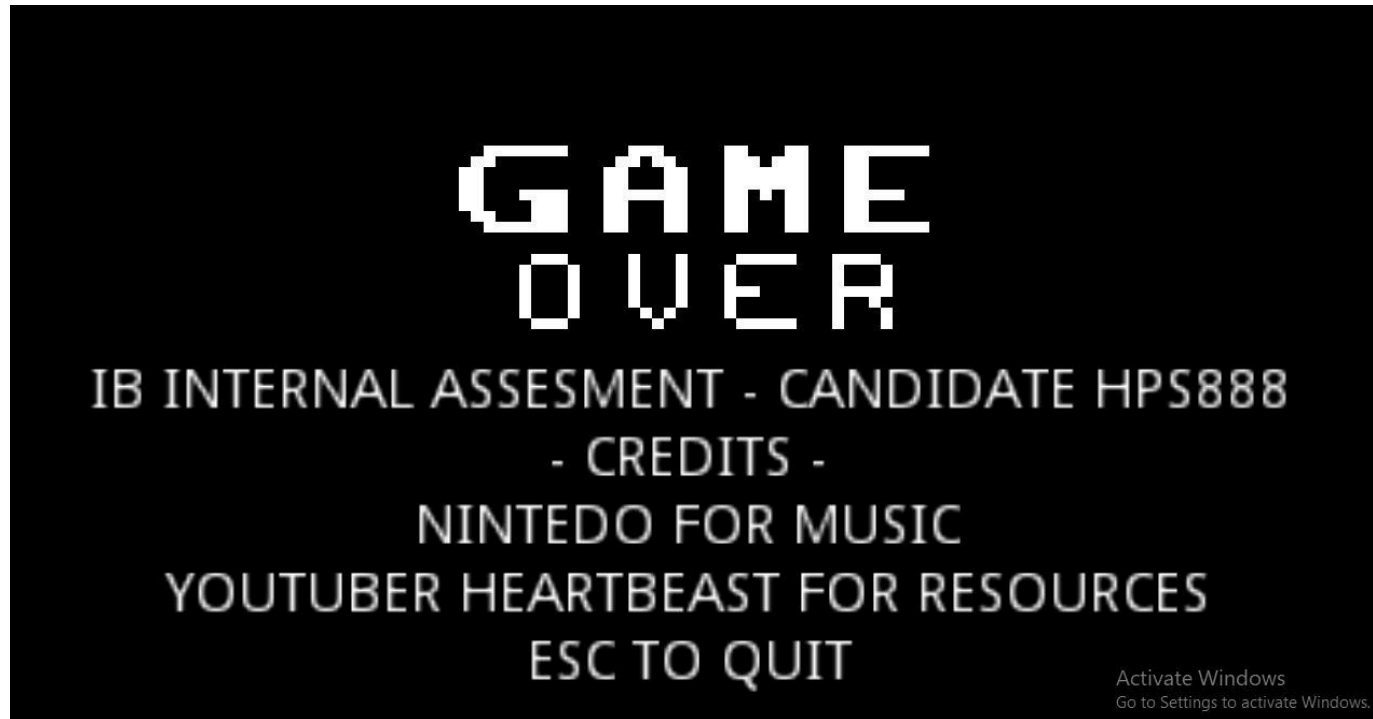 GAME
OVER
IB INTERNAL ASSESMENT - CANDIDATE HPS888
- CREDITS -
NINTEDO FOR MUSIC
YOUTUBER HEARTBEAST FOR RESOURCES
ESC TO QUIT
Activate Windows
Go to Settings to activate Windows.